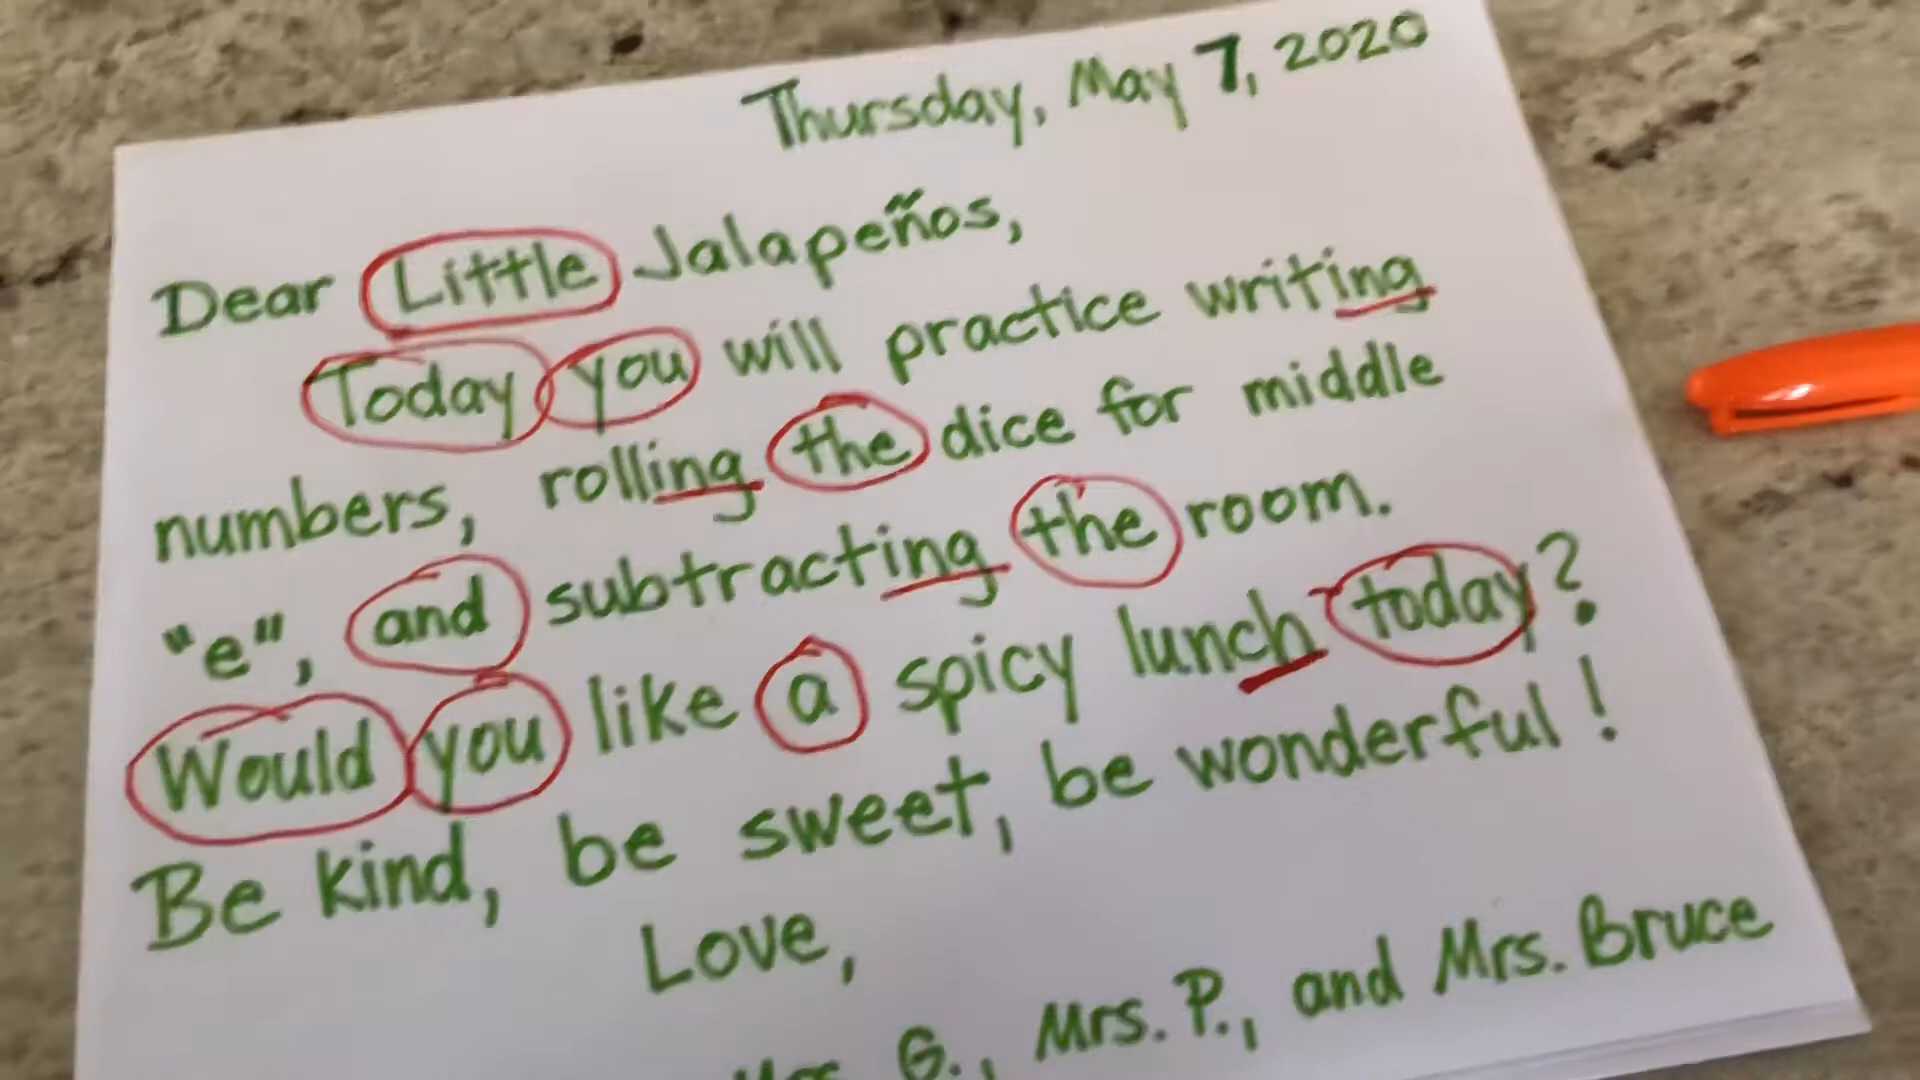 Thursday, May 7, 2020
Dear Little Jalapeños,
Today you will practice writing
numbers, rolling the dice for middle
"e", and subtracting the room.
Would you like a spicy lunch today?
Be kind, be sweet, be wonderful!
Love,
Mrs. G., Mrs. P., and Mrs. Bruce